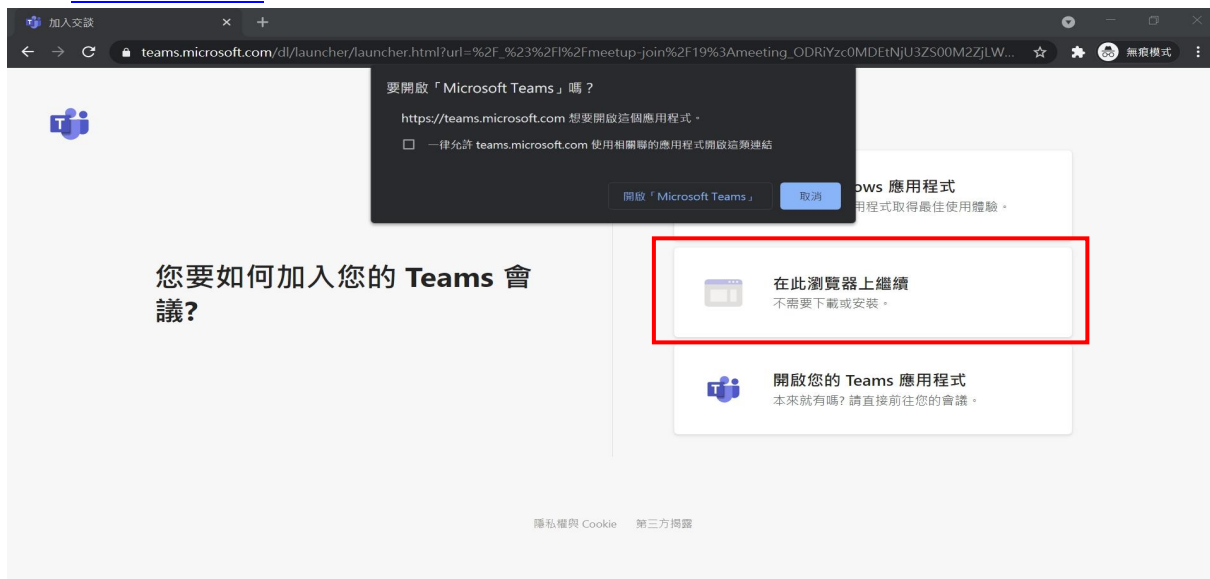 加入交談
teams.microsoft.com/dl/launcher/launcher.html?url=%2F_%23%2Fl%2Fmeetup-join%2F19%3Ameeting_ODRiYzc0MDEtNjU3ZS00M2ZjLW...
無痕模式
要開啟「Microsoft Teams」嗎?
https://teams.microsoft.com 想要開啟這個應用程式。
一律允許 teams.microsoft.com 使用相關聯的應用程式開啟這類連結
開啟「Microsoft Teams」
取消
ows 應用程式
用程式取得最佳使用體驗。
您要如何加入您的 Teams 會
議?
在此瀏覽器上繼續
不需要下載或安裝。
開啟您的 Teams 應用程式
本來就有嗎? 請直接前往您的會議。
隱私權與 Cookie 第三方揭露